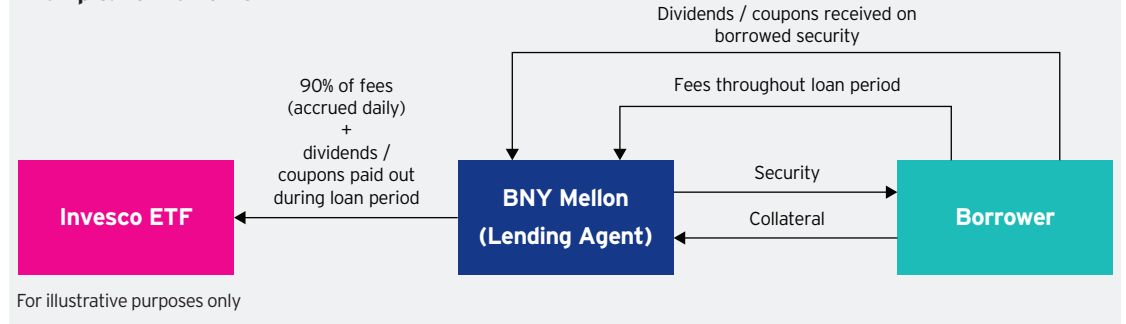 Dividends / coupons received on
borrowed security
90% of fees
(accrued daily)
+
dividends /
coupons paid out
during loan period
Fees throughout loan period
Invesco ETF
BNY Mellon
(Lending Agent)
Security
Collateral
Borrower
For illustrative purposes only